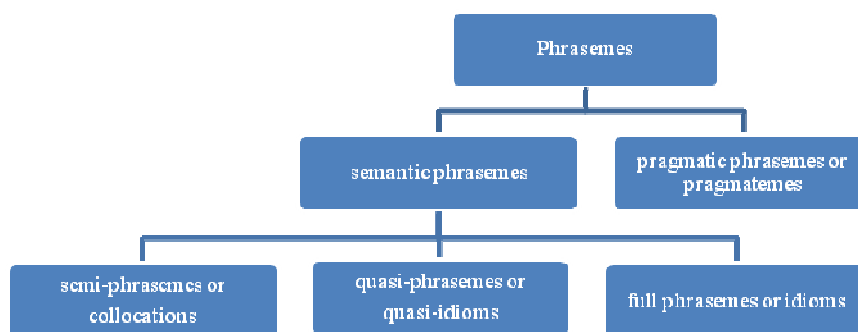 Phrasemes
semantic phrasemes
pragmatic phrasemes or
pragmatemes
semi-phrasemes or
collocations
quasi-phrasemes or
quasi-idioms
full phrasemes or idioms